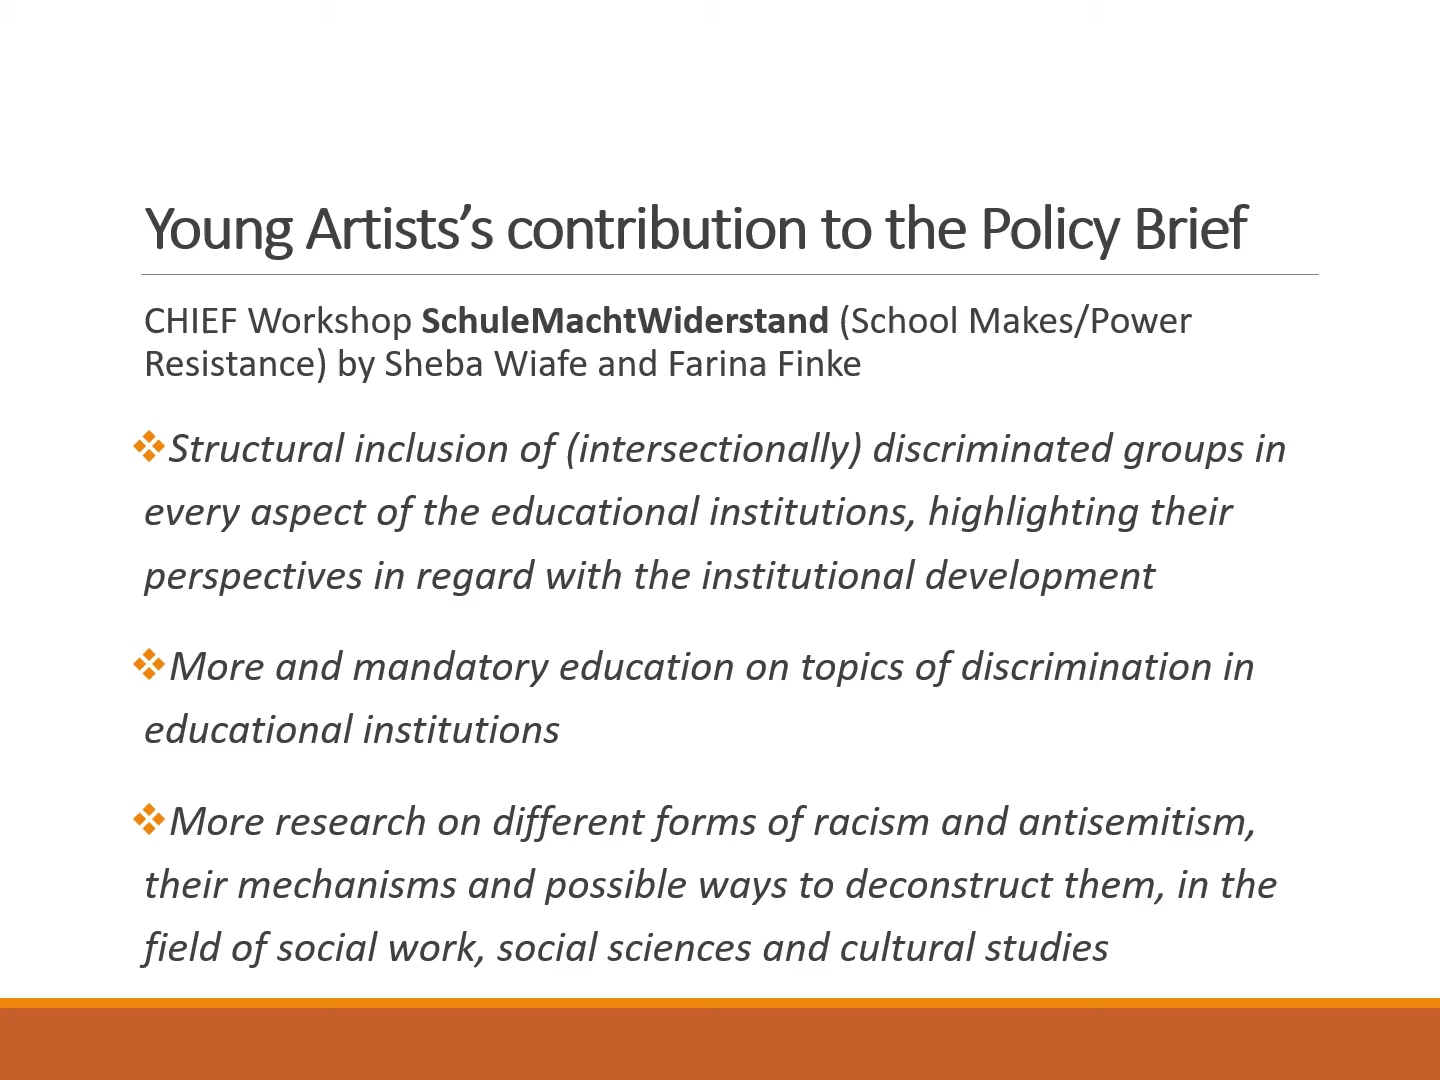 Young Artists’s contribution to the Policy Brief
CHIEF Workshop SchuleMachtWiderstand (School Makes/Power
Resistance) by Sheba Wiafe and Farina Finke
❖Structural inclusion of (intersectionally) discriminated groups in
every aspect of the educational institutions, highlighting their
perspectives in regard with the institutional development
❖More and mandatory education on topics of discrimination in
educational institutions
❖More research on different forms of racism and antisemitism,
their mechanisms and possible ways to deconstruct them, in the
field of social work, social sciences and cultural studies